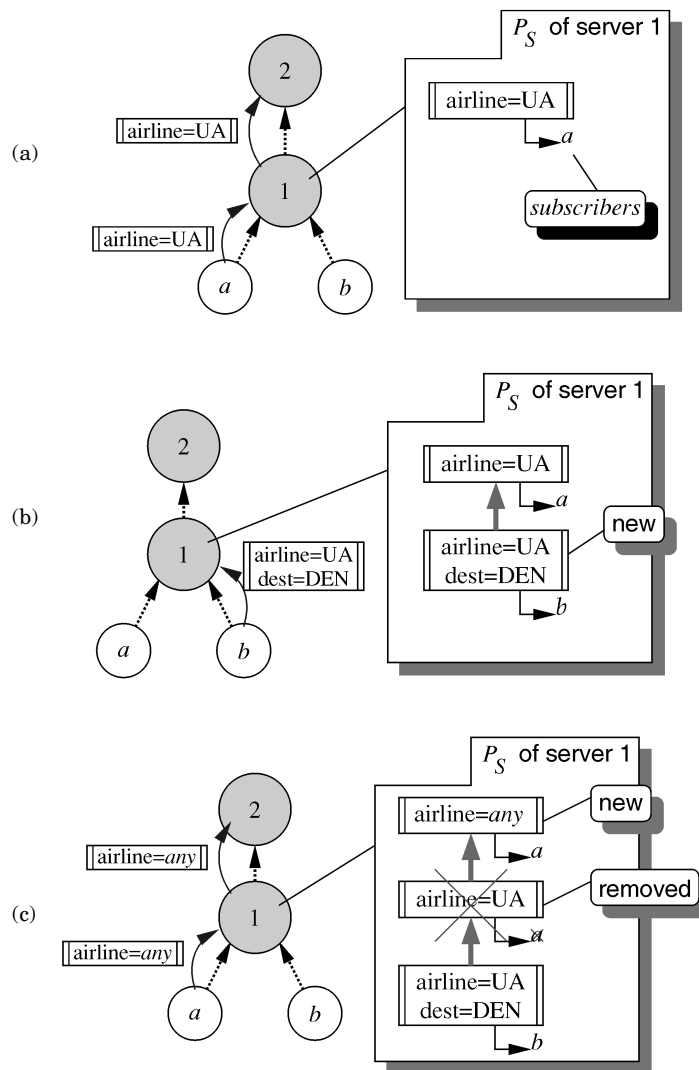 P_S of server 1
2
airline=UA
airline=UA
a
(a)
1
subscribers
airline=UA
a
b
P_S of server 1
2
airline=UA
a
(b)
new
1
airline=UA
dest=DEN
airline=UA
dest=DEN
b
a
b
P_S of server 1
2
airline=any
new
airline=any
a
airline=UA
removed
(c)
1
a
airline=any
airline=UA
dest=DEN
a
b
b